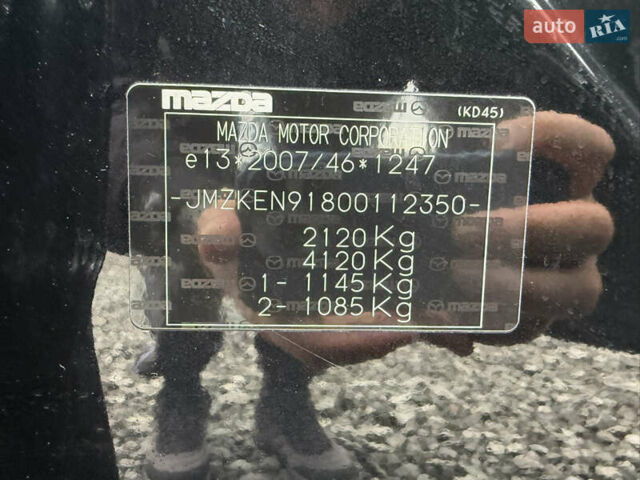 auto RIA.com
mazda
(KD45)
MAZDA MOTOR CORPORATION
e13*2007/46*1247
-JMZKEN91800112350-
2120 Kg
4120 Kg
1- 1145 Kg
2- 1085 Kg